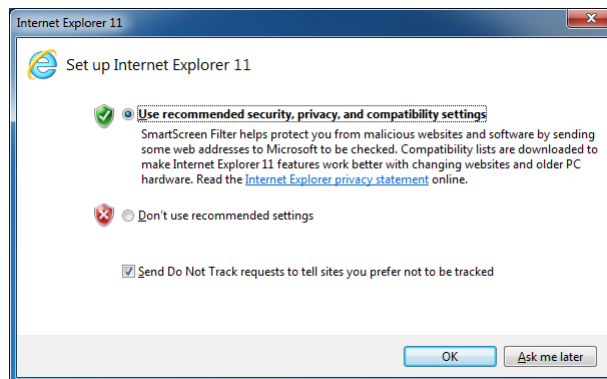 Internet Explorer 11
Set up Internet Explorer 11
Use recommended security, privacy, and compatibility settings
SmartScreen Filter helps protect you from malicious websites and software by sending
some web addresses to Microsoft to be checked. Compatibility lists are downloaded to
make Internet Explorer 11 features work better with changing websites and older PC
hardware. Read the Internet Explorer privacy statement online.
Don't use recommended settings
Send Do Not Track requests to tell sites you prefer not to be tracked
OK
Ask me later